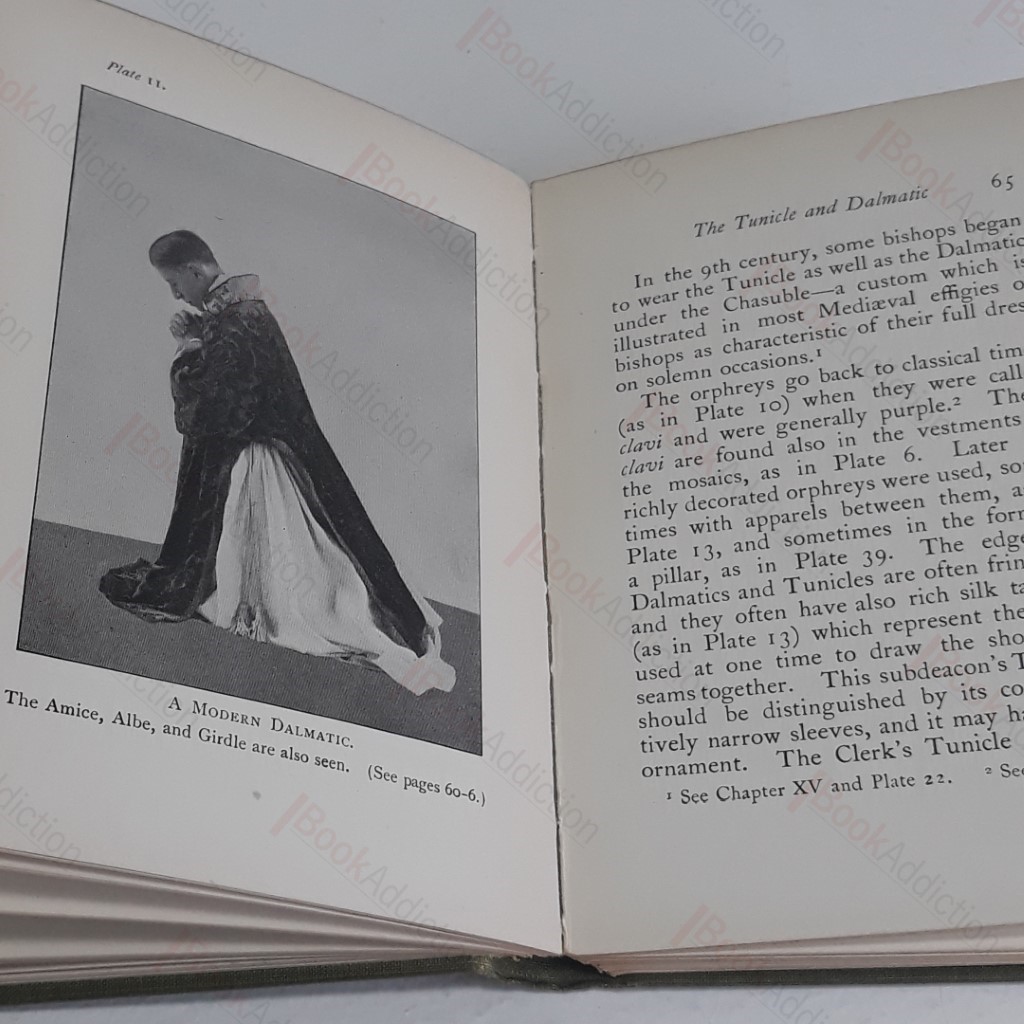 Plate 11.
A MODERN DALMATIC.
The Amice, Albe, and Girdle are also seen. (See pages 60-6.)
The Tunicle and Dalmatic 65
In the 9th century, some bishops began
to wear the Tunicle as well as the Dalmatic
under the Chasuble—a custom which is
illustrated in most Mediæval effigies
bishops as characteristic of their full
on solemn occasions.¹
The orphreys go back to classical
(as in Plate 10) when they were
clavi and were generally purple.² The
clavi are found also in the vestments
the mosaics, as in Plate 6. Later
richly decorated orphreys were used,
times with apparels between them,
Plate 13, and sometimes in the
a pillar, as in Plate 39. The
Dalmatics and Tunicles are often
and they often have also rich silk
(as in Plate 13) which represent the
used at one time to draw the
seams together. This subdeacon's
should be distinguished by its
tively narrow sleeves, and it may
ornament. The Clerk's Tunicle
¹ See Chapter XV and Plate 22. ² See
BookAddiction